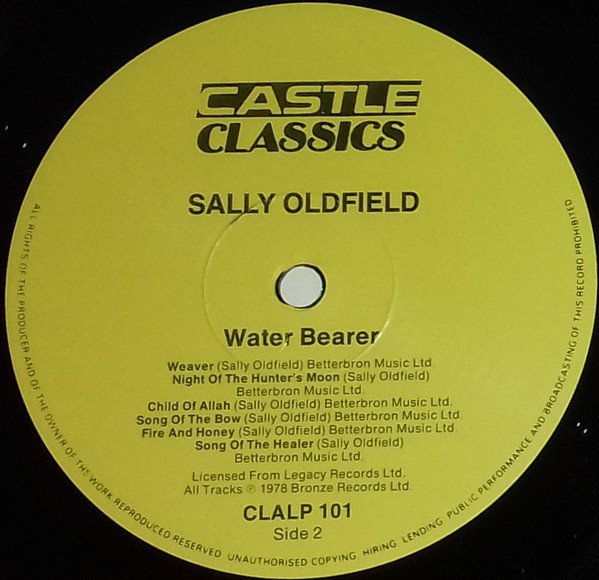 CASTLE
CLASSICS
SALLY OLDFIELD
Water Bearer
Weaver (Sally Oldfield) Betterbron Music Ltd.
Night Of The Hunter's Moon (Sally Oldfield)
Betterbron Music Ltd.
Child Of Allah (Sally Oldfield) Betterbron Music Ltd.
Song Of The Bow (Sally Oldfield) Betterbron Music Ltd.
Fire And Honey (Sally Oldfield) Betterbron Music Ltd.
Song Of The Healer (Sally Oldfield)
Betterbron Music Ltd.
Licensed From Legacy Records Ltd.
All Tracks ℗ 1978 Bronze Records Ltd.
CLALP 101
Side 2
ALL RIGHTS OF THE PRODUCER AND OF THE OWNER OF THE WORK REPRODUCED RESERVED UNAUTHORISED COPYING, HIRING, LENDING, PUBLIC PERFORMANCE AND BROADCASTING OF THIS RECORD PROHIBITED